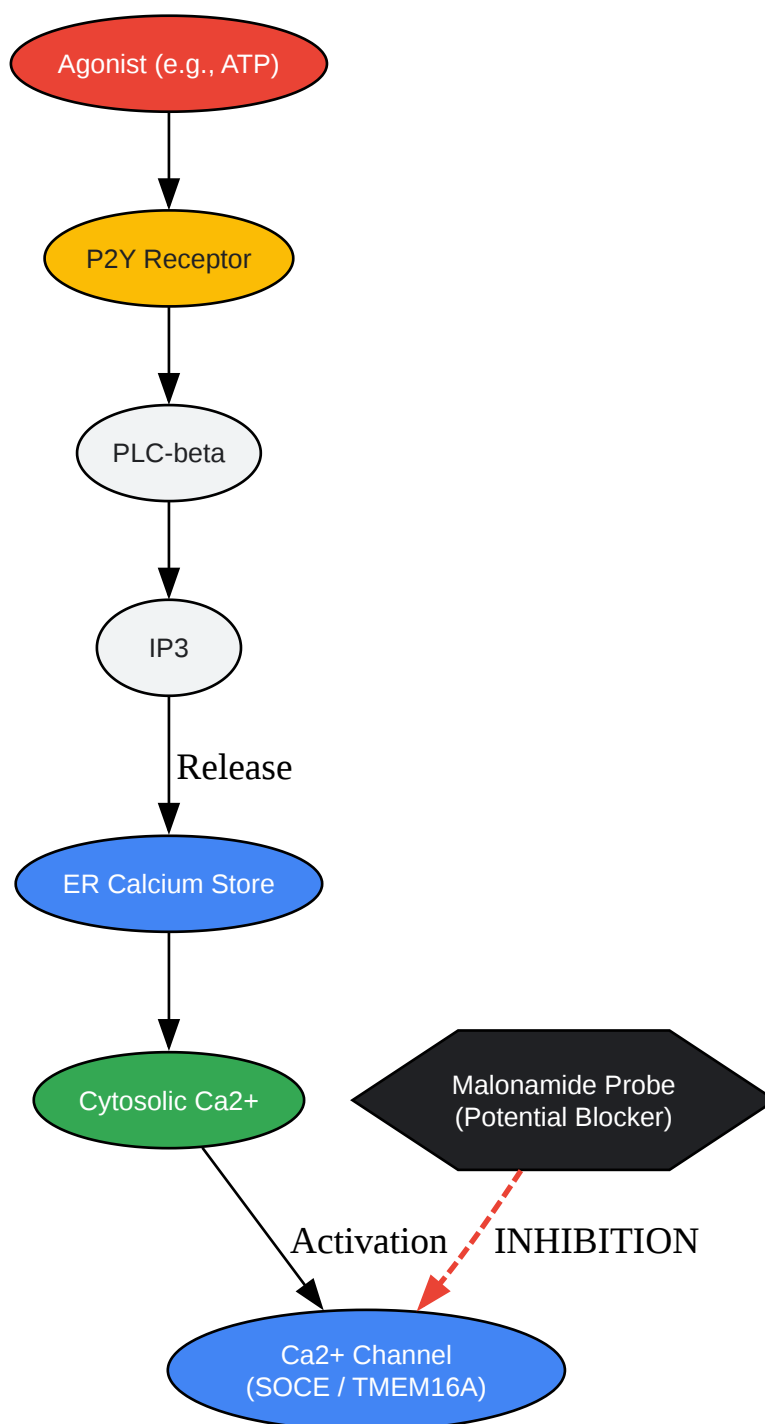 Agonist (e.g., ATP)
P2Y Receptor
PLC-beta
IP3
Release
ER Calcium Store
Cytosolic Ca2+
Malonamide Probe
(Potential Blocker)
Activation
INHIBITION
Ca2+ Channel
(SOCE / TMEM16A)